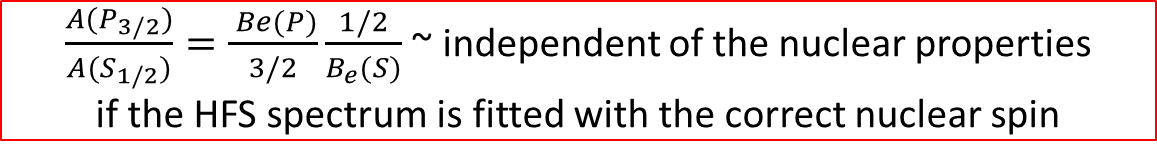 A(P_{3/2})/A(S_{1/2}) = Be(P)/3/2 1/2/B_e(S) ~ independent of the nuclear properties
if the HFS spectrum is fitted with the correct nuclear spin